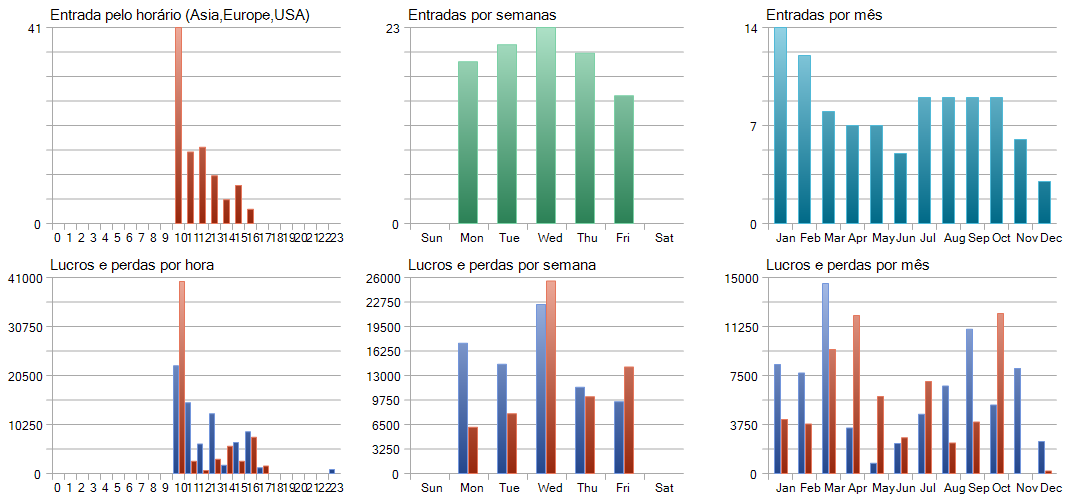 Entrada pelo horário (Asia,Europe,USA)
41
0
0 1 2 3 4 5 6 7 8 9 10 11 12 13 14 15 16 17 18 19 20 21 22 23
Entradas por semanas
23
0
Sun Mon Tue Wed Thu Fri Sat
Entradas por mês
14
7
0
Jan Feb Mar Apr May Jun Jul Aug Sep Oct Nov Dec
Lucros e perdas por hora
41000
30750
20500
10250
0
0 1 2 3 4 5 6 7 8 9 10 11 12 13 14 15 16 17 18 19 20 21 22 23
Lucros e perdas por semana
26000
22750
19500
16250
13000
9750
6500
3250
0
Sun Mon Tue Wed Thu Fri Sat
Lucros e perdas por mês
15000
11250
7500
3750
0
Jan Feb Mar Apr May Jun Jul Aug Sep Oct Nov Dec